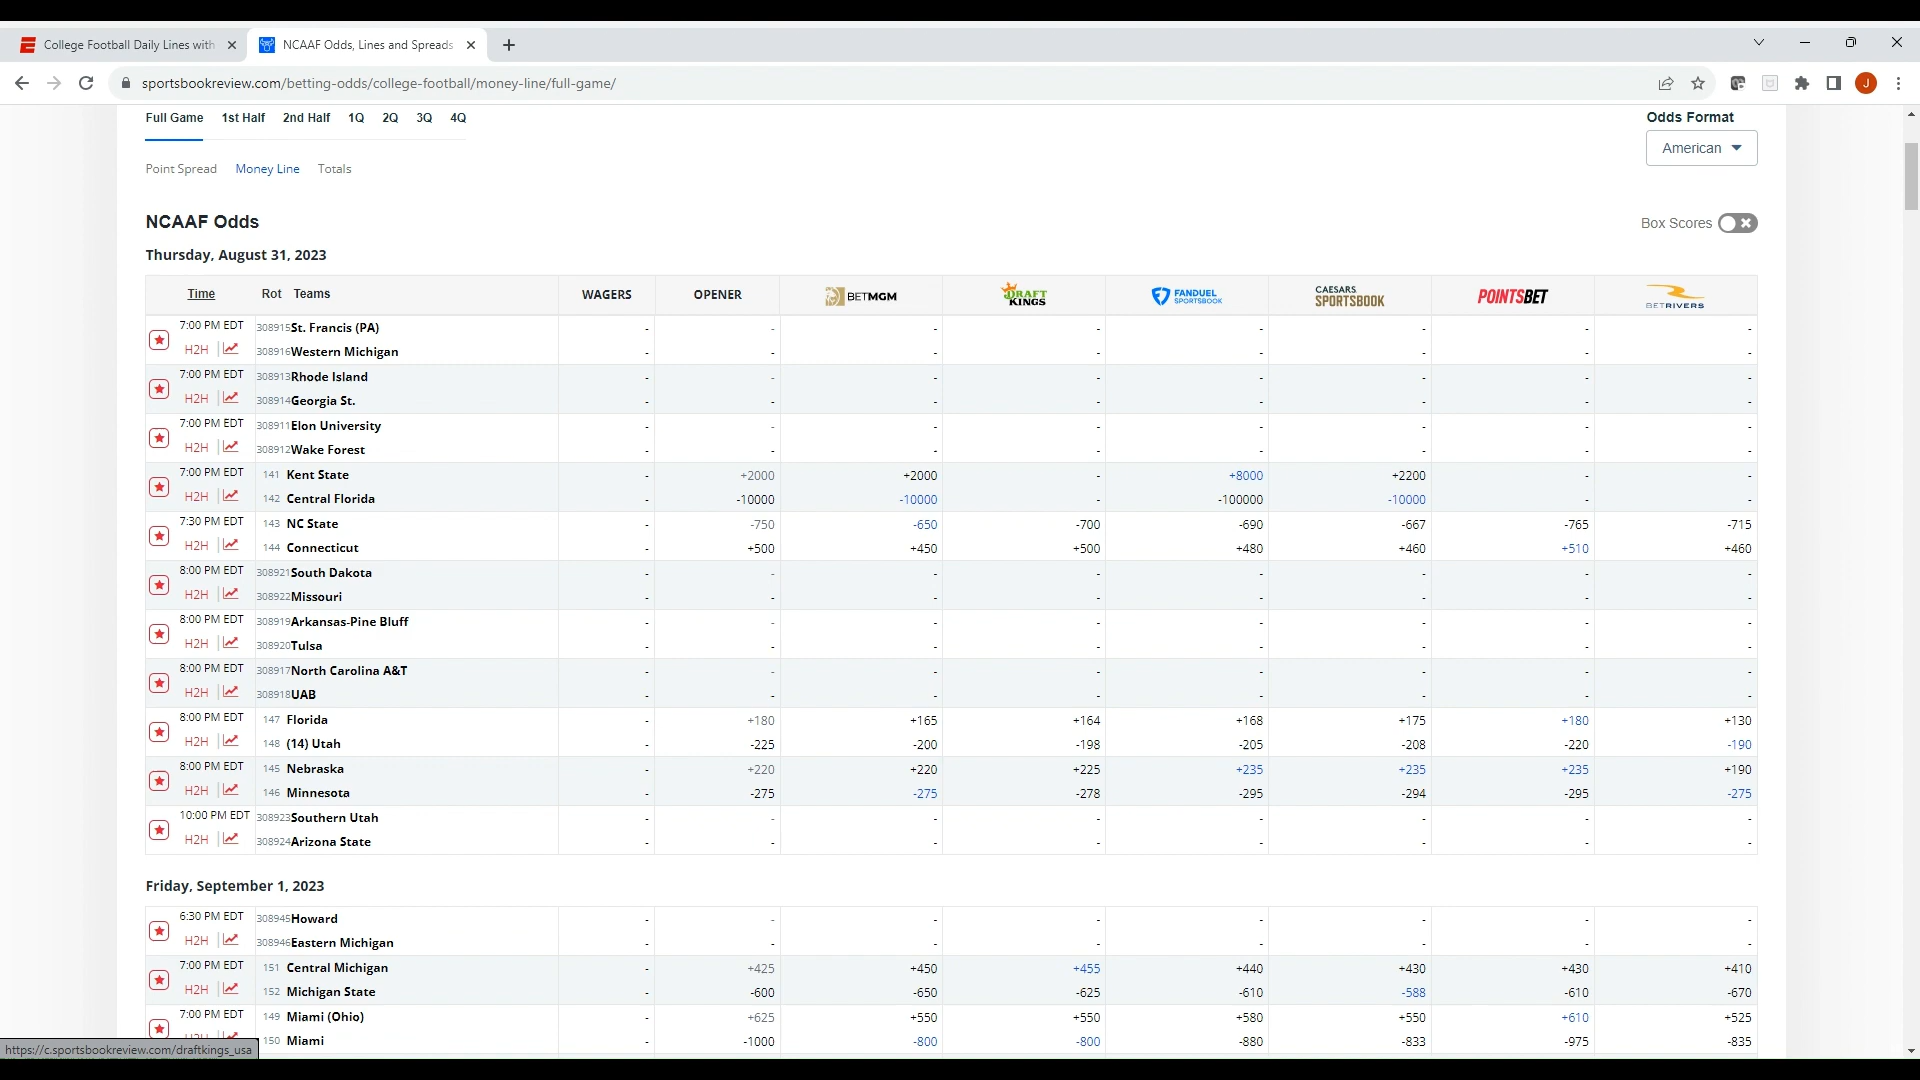 College Football Daily Lines with
NCAAF Odds, Lines and Spreads
sportsbookreview.com/betting-odds/college-football/money-line/full-game/
J
Full Game 1st Half 2nd Half 1Q 2Q 3Q 4Q
Odds Format
American
Point Spread Money Line Totals
NCAAF Odds
Box Scores
Thursday, August 31, 2023
Time Rot Teams WAGERS OPENER BETMGM DRAFT KINGS FANDUEL SPORTSBOOK CAESARS SPORTSBOOK POINTSBET BETRIVERS
7:00 PM EDT 308915 St. Francis (PA) - - - - - - - -
H2H 308916 Western Michigan - - - - - - - -
7:00 PM EDT 308913 Rhode Island - - - - - - - -
H2H 308914 Georgia St. - - - - - - - -
7:00 PM EDT 308911 Elon University - - - - - - - -
H2H 308912 Wake Forest - - - - - - - -
7:00 PM EDT 141 Kent State - +2000 +2000 - +8000 +2200 - -
H2H 142 Central Florida - -10000 -10000 - -100000 -10000 - -
7:30 PM EDT 143 NC State - -750 -650 -700 -690 -667 -765 -715
H2H 144 Connecticut - +500 +450 +500 +480 +460 +510 +460
8:00 PM EDT 308921 South Dakota - - - - - - - -
H2H 308922 Missouri - - - - - - - -
8:00 PM EDT 308919 Arkansas-Pine Bluff - - - - - - - -
H2H 308920 Tulsa - - - - - - - -
8:00 PM EDT 308917 North Carolina A&T - - - - - - - -
H2H 308918 UAB - - - - - - - -
8:00 PM EDT 147 Florida - +180 +165 +164 +168 +175 +180 +130
H2H 148 (14) Utah - -225 -200 -198 -205 -208 -220 -190
8:00 PM EDT 145 Nebraska - +220 +220 +225 +235 +235 +235 +190
H2H 146 Minnesota - -275 -275 -278 -295 -294 -295 -275
10:00 PM EDT 308923 Southern Utah - - - - - - - -
H2H 308924 Arizona State - - - - - - - -
Friday, September 1, 2023
6:30 PM EDT 308945 Howard - - - - - - - -
H2H 308946 Eastern Michigan - - - - - - - -
7:00 PM EDT 151 Central Michigan - +425 +450 +455 +440 +430 +430 +410
H2H 152 Michigan State - -600 -650 -625 -610 -588 -610 -670
7:00 PM EDT 149 Miami (Ohio) - +625 +550 +550 +580 +550 +610 +525
H2H 150 Miami - -1000 -800 -800 -880 -833 -975 -835
https://c.sportsbookreview.com/draftkings_usa